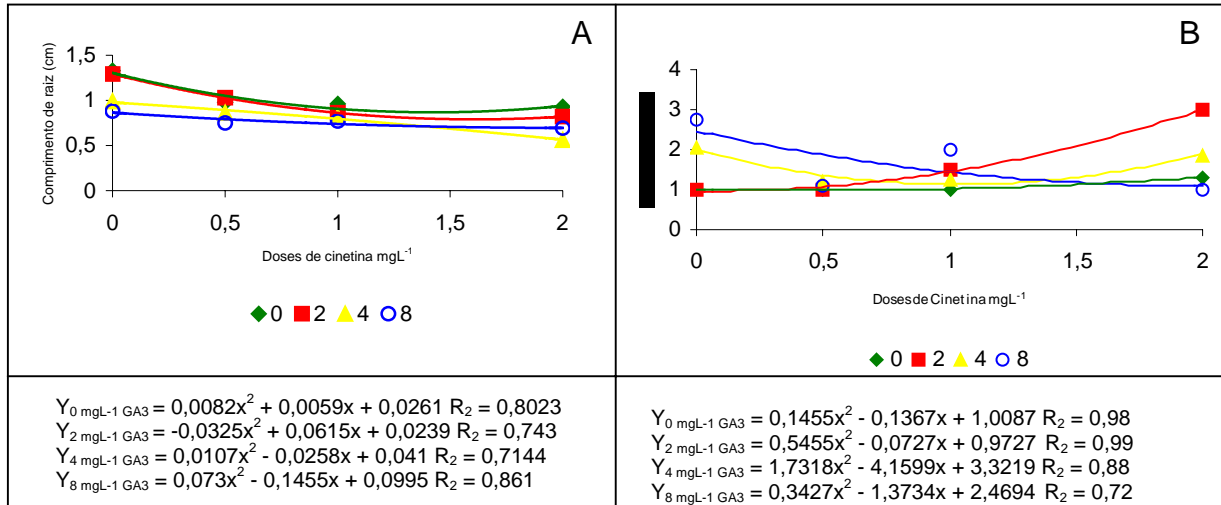 A
Comprimento de raiz (cm)
1,5
1
0,5
0
0 0,5 1 1,5 2
Doses de cinetina mgL-1
0 2 4 8
B
4
3
2
1
0
0 0,5 1 1,5 2
Doses de Cinetina mgL-1
0 2 4 8
Y0 mgL-1 GA3 = 0,0082x2 + 0,0059x + 0,0261 R2 = 0,8023
Y2 mgL-1 GA3 = -0,0325x2 + 0,0615x + 0,0239 R2 = 0,743
Y4 mgL-1 GA3 = 0,0107x2 - 0,0258x + 0,041 R2 = 0,7144
Y8 mgL-1 GA3 = 0,073x2 - 0,1455x + 0,0995 R2 = 0,861
Y0 mgL-1 GA3 = 0,1455x2 - 0,1367x + 1,0087 R2 = 0,98
Y2 mgL-1 GA3 = 0,5455x2 - 0,0727x + 0,9727 R2 = 0,99
Y4 mgL-1 GA3 = 1,7318x2 - 4,1599x + 3,3219 R2 = 0,88
Y8 mgL-1 GA3 = 0,3427x2 - 1,3734x + 2,4694 R2 = 0,72